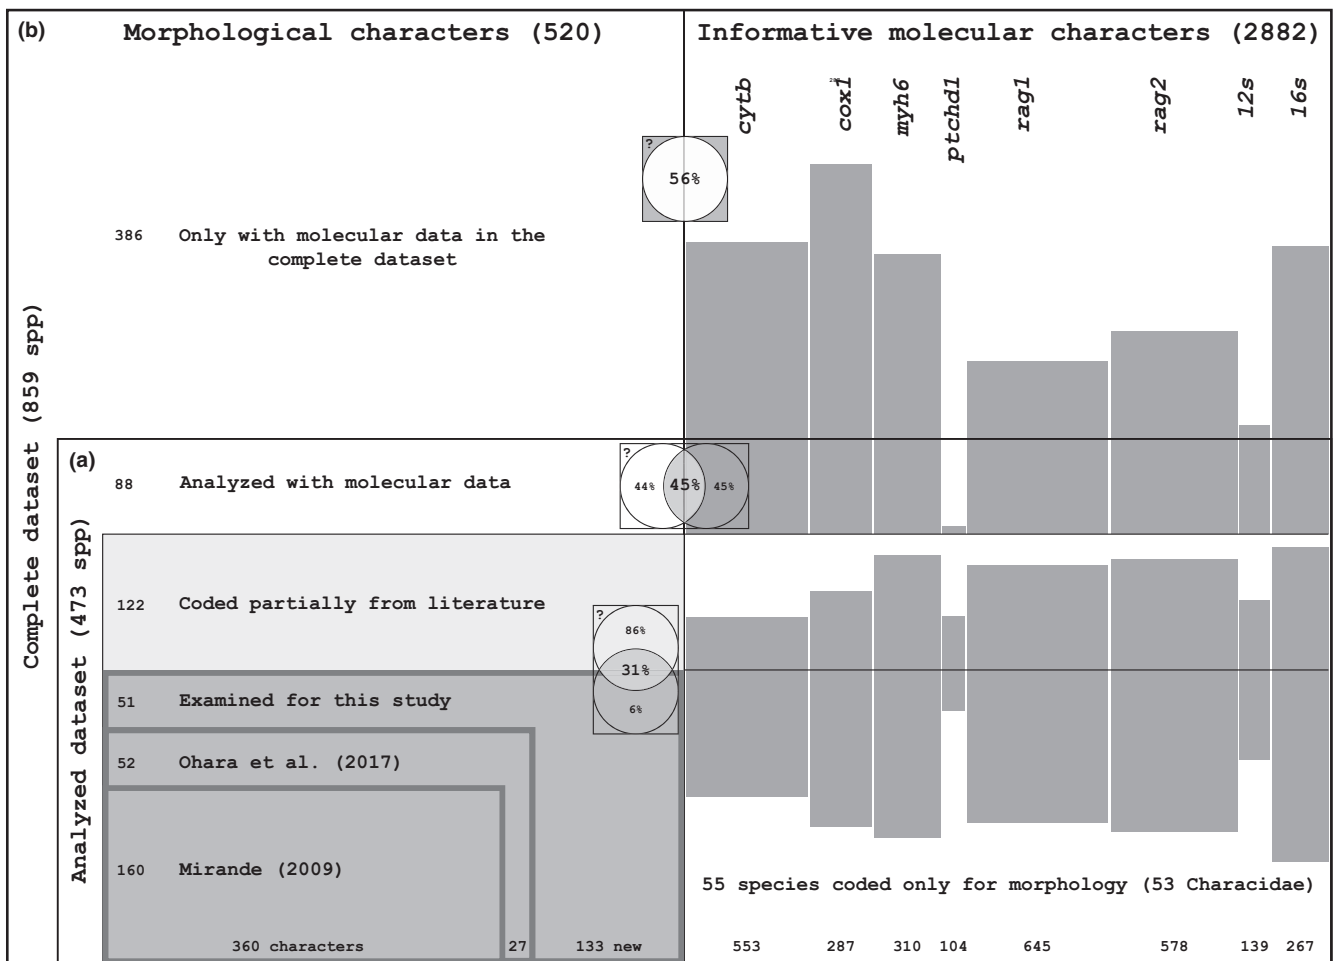 (b)
Morphological characters (520)
Informative molecular characters (2882)
cytb
cox1
myh6
ptchd1
rag1
rag2
12s
16s
?
56%
386
Only with molecular data in the
complete dataset
Complete dataset (859 spp)
(a)
88
Analyzed with molecular data
?
44%
45%
45%
Analyzed dataset (473 spp)
122
Coded partially from literature
?
86%
31%
6%
51
Examined for this study
52
Ohara et al. (2017)
160
Mirande (2009)
55 species coded only for morphology (53 Characidae)
360 characters
27
133 new
553
287
310
104
645
578
139
267